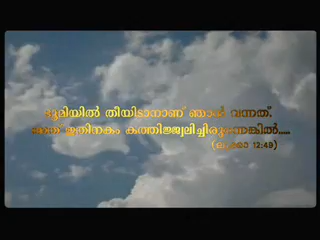 ഭൂമിയിൽ തീയിടാനാണ് ഞാൻ വന്നത്.
അത് ഇതിനകം കത്തിജ്ജ്വലിച്ചിരുന്നെങ്കിൽ....
(ലൂക്കാ 12:49)